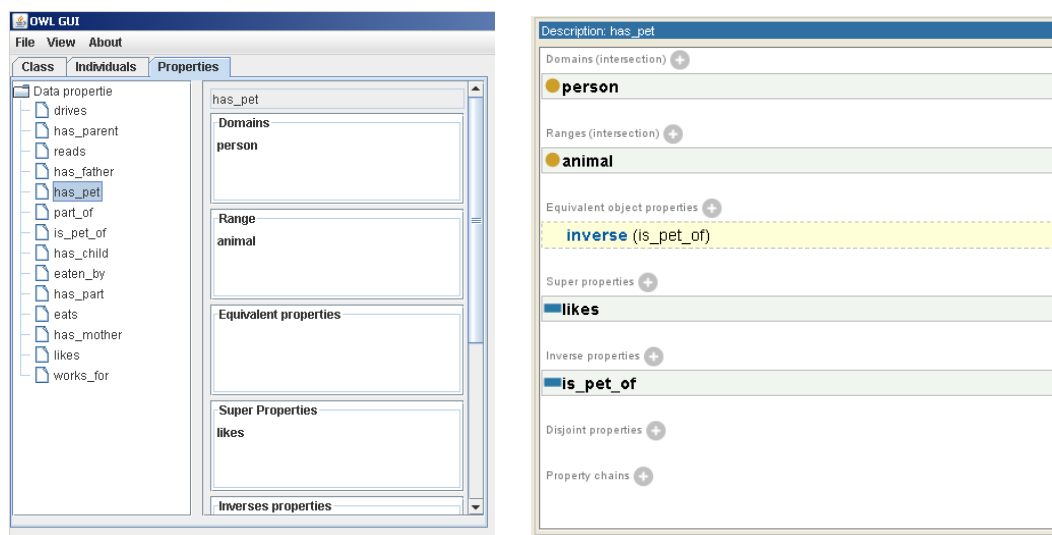 OWL GUI
File View About
Class Individuals Properties
Data propertie
drives
has_parent
reads
has_father
has_pet
part_of
is_pet_of
has_child
eaten_by
has_part
eats
has_mother
likes
works_for
has_pet
Domains
person
Range
animal
Equivalent properties
Super Properties
likes
Inverses properties
Description: has_pet
Domains (intersection)
person
Ranges (intersection)
animal
Equivalent object properties
inverse (is_pet_of)
Super properties
likes
Inverse properties
is_pet_of
Disjoint properties
Property chains